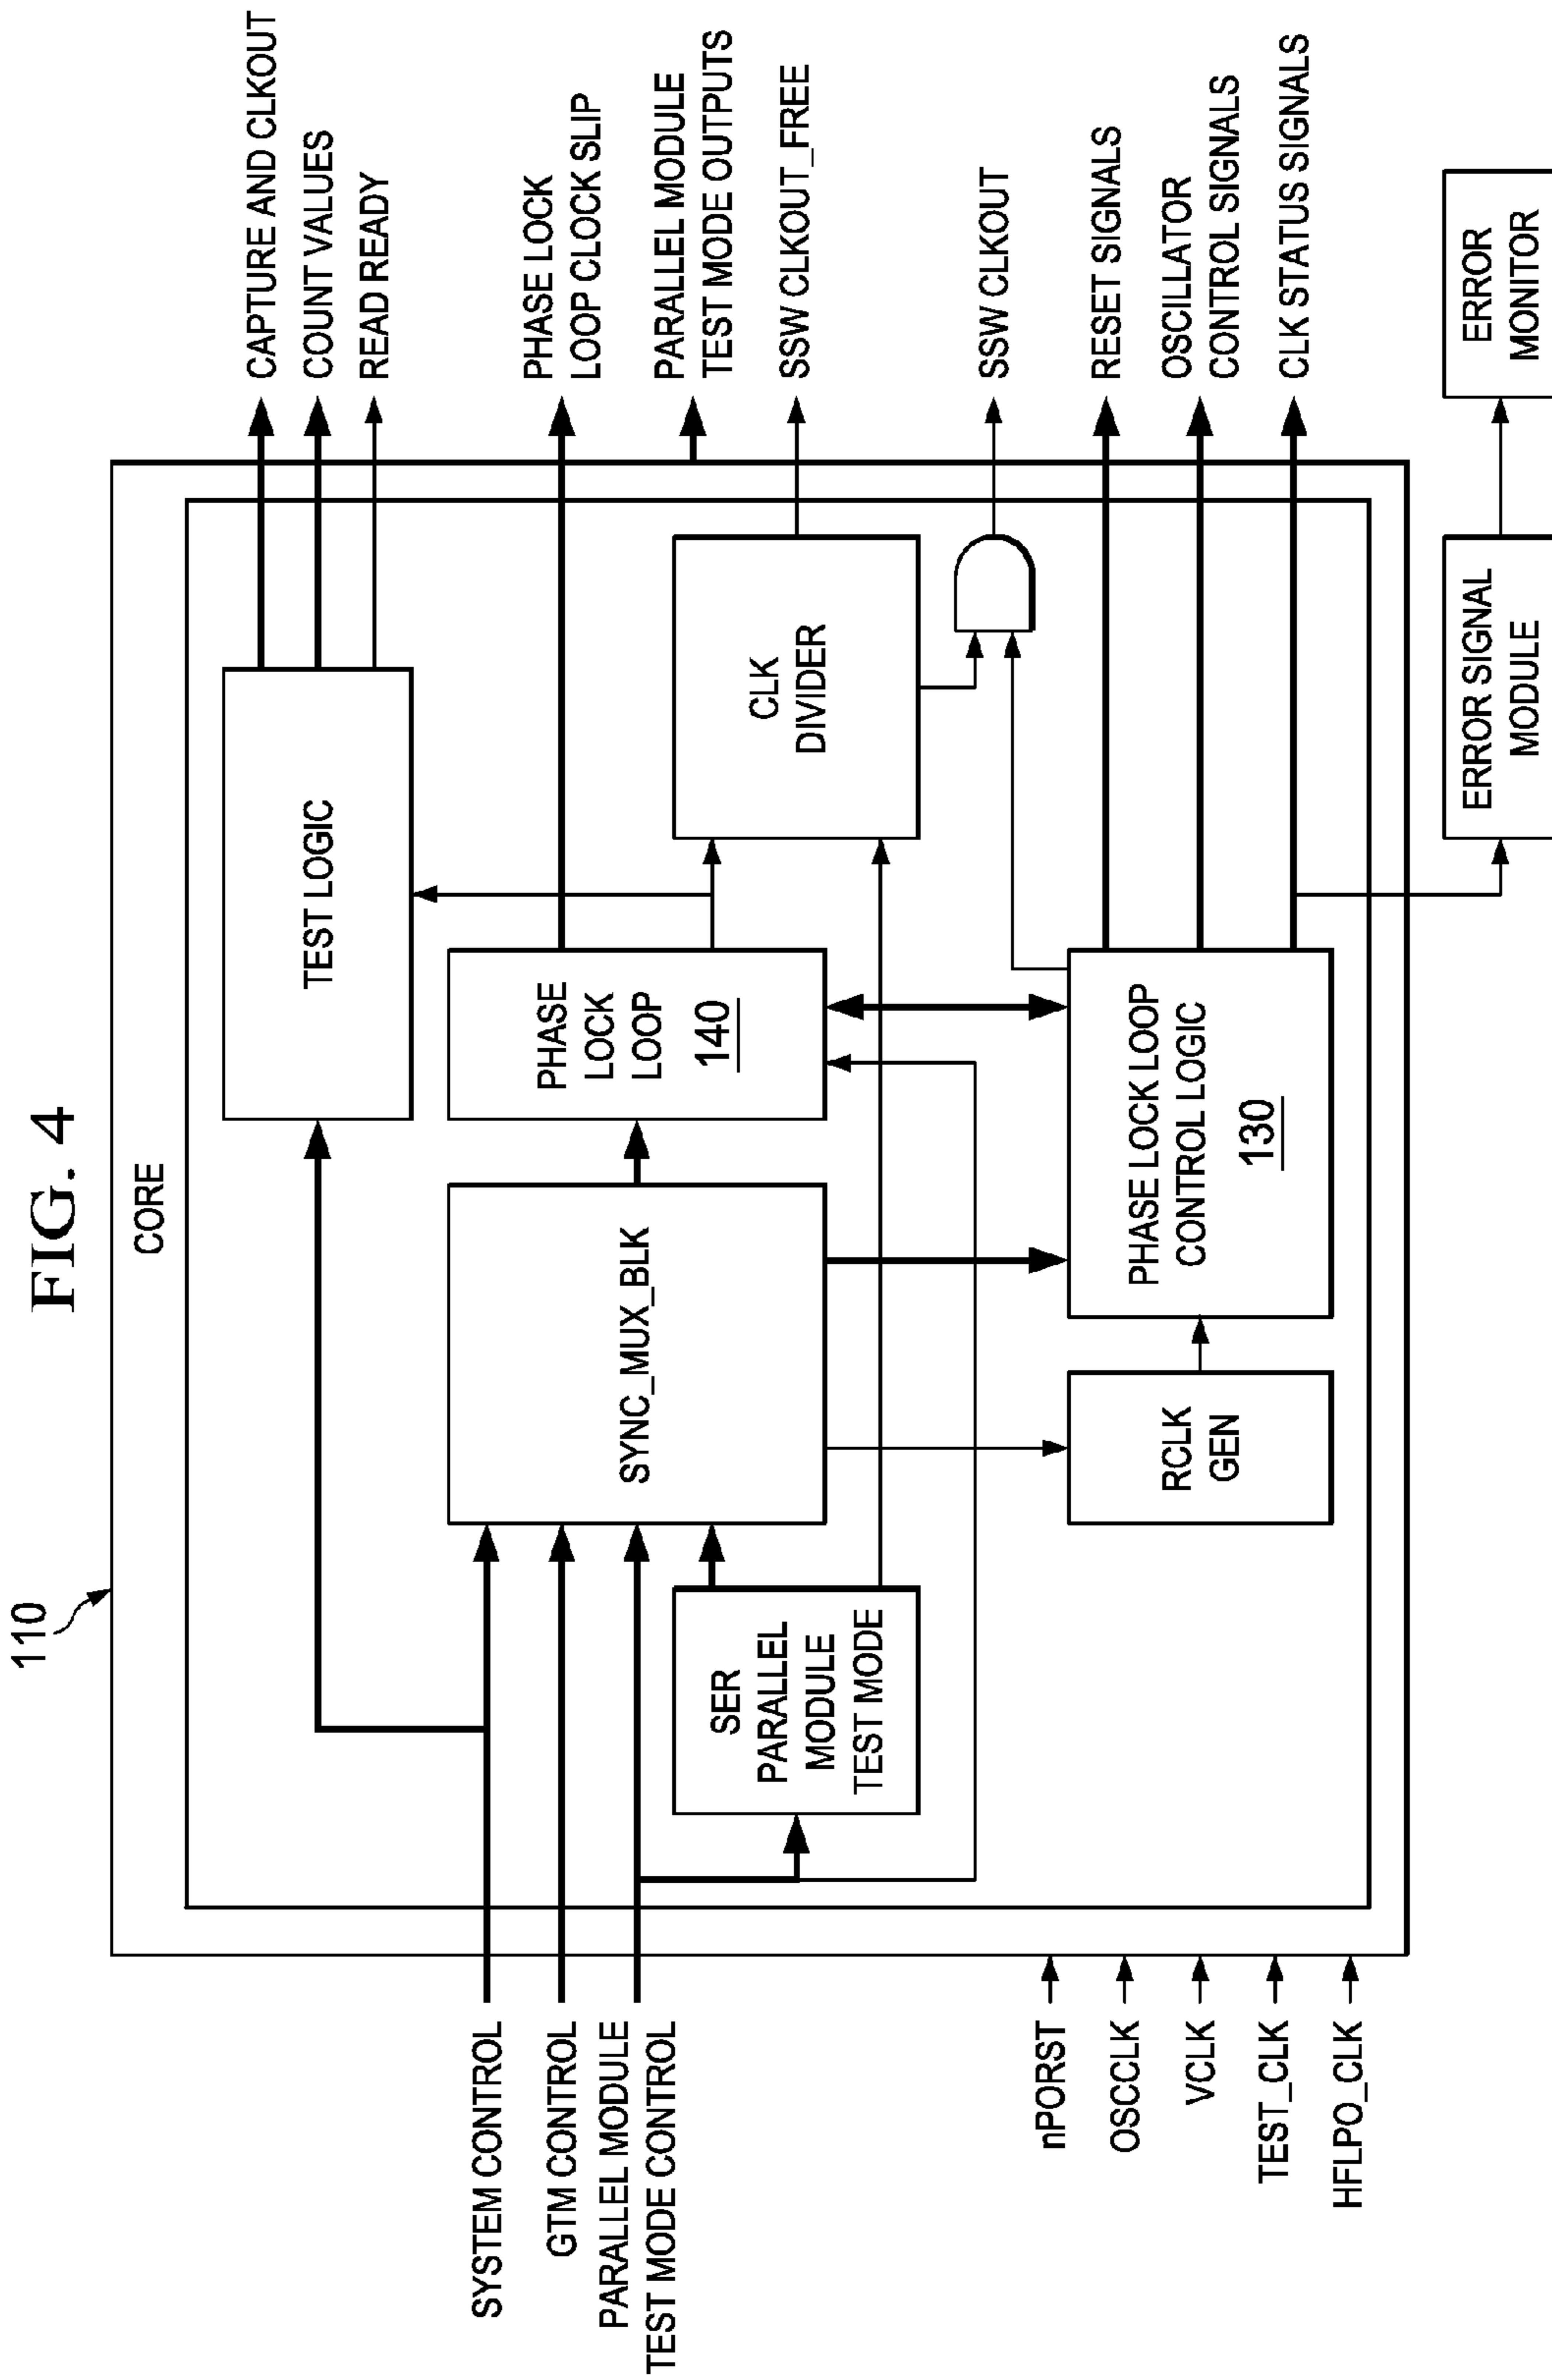 FIG. 4
110
CORE
SYSTEM CONTROL
GTM CONTROL
PARALLEL MODULE
TEST MODE CONTROL
nPORST
OSCCLK
VCLK
TEST_CLK
HFLPO_CLK
SER
PARALLEL
MODULE
TEST MODE
SYNC_MUX_BLK
RCLK
GEN
TEST LOGIC
PHASE
LOCK
LOOP
140
PHASE LOCK LOOP
CONTROL LOGIC
130
CLK
DIVIDER
CAPTURE AND CLKOUT
COUNT VALUES
READ READY
PHASE LOCK
LOOP CLOCK SLIP
PARALLEL MODULE
TEST MODE OUTPUTS
SSW CLKOUT_FREE
SSW CLKOUT
RESET SIGNALS
OSCILLATOR
CONTROL SIGNALS
CLK STATUS SIGNALS
ERROR SIGNAL
MODULE
ERROR
MONITOR